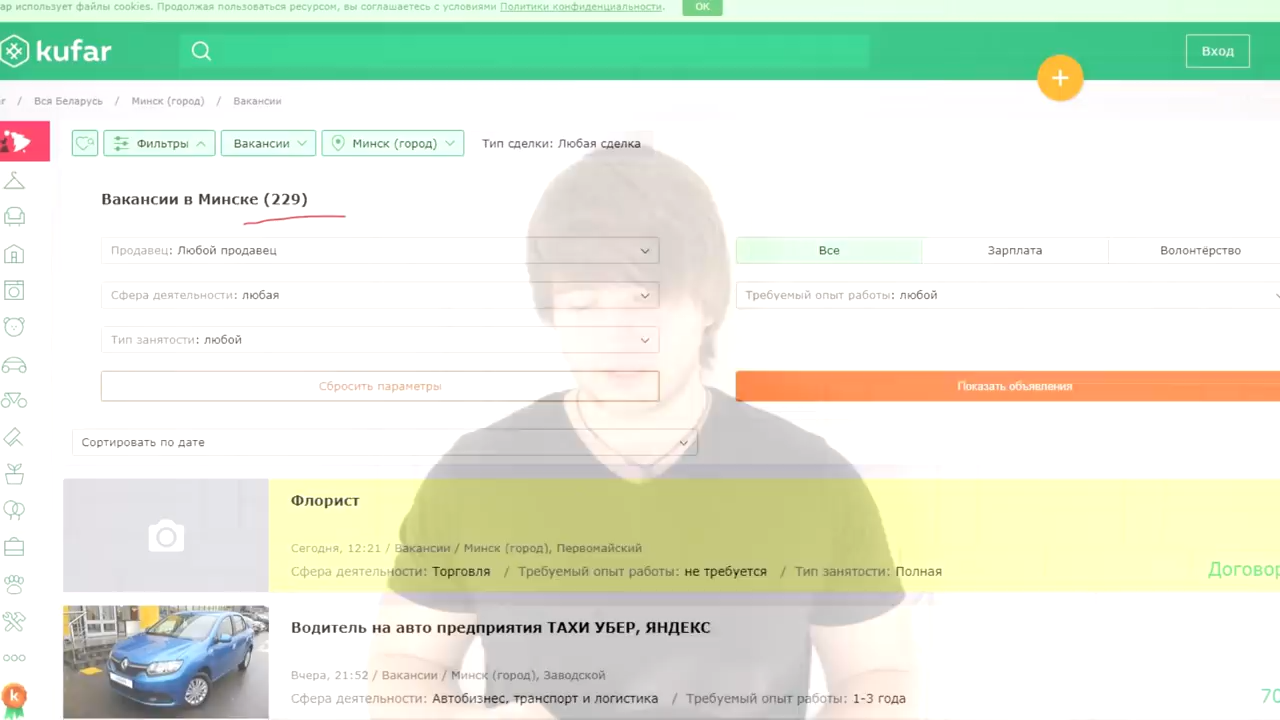 ар использует файлы cookies. Продолжая пользоваться ресурсом, вы соглашаетесь с условиями Политики конфиденциальности. OK
kufar
Вход
+
/ Вся Беларусь / Минск (город) / Вакансии
Фильтры Вакансии Минск (город) Тип сделки: Любая сделка
Вакансии в Минске (229)
Продавец: Любой продавец
Все Зарплата Волонтёрство
Сфера деятельности: любая
Требуемый опыт работы: любой
Тип занятости: любой
Сбросить параметры
Показать объявления
Сортировать по дате
Флорист
Сегодня, 12:21 / Вакансии / Минск (город), Первомайский
Сфера деятельности: Торговля / Требуемый опыт работы: не требуется / Тип занятости: Полная
Договор
Водитель на авто предприятия ТАХИ УБЕР, ЯНДЕКС
Вчера, 21:52 / Вакансии / Минск (город), Заводской
Сфера деятельности: Автобизнес, транспорт и логистика / Требуемый опыт работы: 1-3 года
70
k